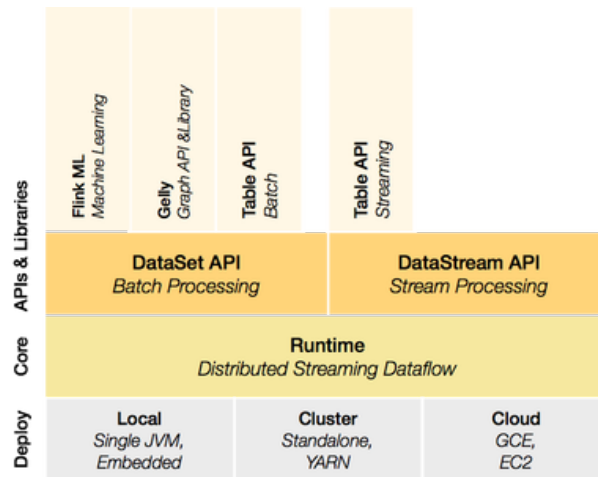 APIs & Libraries
Flink ML
Machine Learning
Gelly
Graph API &Library
Table API
Batch
Table API
Streaming
DataSet API
Batch Processing
DataStream API
Stream Processing
Core
Runtime
Distributed Streaming Dataflow
Deploy
Local
Single JVM,
Embedded
Cluster
Standalone,
YARN
Cloud
GCE,
EC2